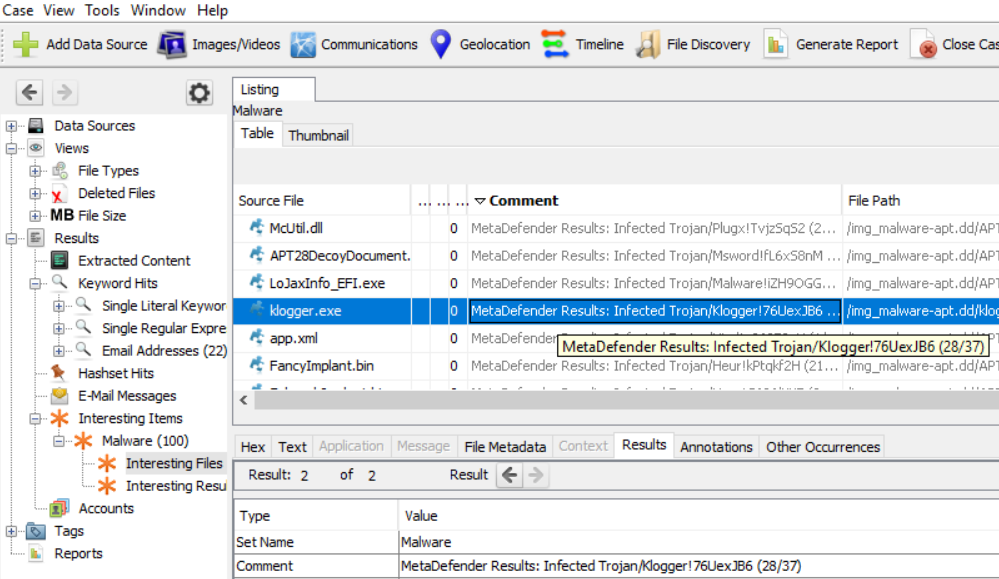 Case View Tools Window Help
Add Data Source Images/Videos Communications Geolocation Timeline File Discovery Generate Report Close Cas
Listing
Malware
Table Thumbnail
Data Sources
Views
File Types
Deleted Files
MB File Size
Results
Extracted Content
Keyword Hits
Single Literal Keywor
Single Regular Expre
Email Addresses (22)
Hashset Hits
E-Mail Messages
Interesting Items
Malware (100)
Interesting Files
Interesting Resu
Accounts
Tags
Reports
Source File ... ... ... Comment File Path
McUtil.dll 0 MetaDefender Results: Infected Trojan/Plugx!TvjzSqS2 (2... /img_malware-apt.dd/APT
APT28DecoyDocument. 0 MetaDefender Results: Infected Trojan/Msword!fL6xS8nM ... /img_malware-apt.dd/APT
LoJaxInfo_EFI.exe 0 MetaDefender Results: Infected Trojan/Malware!iZH9OGG... /img_malware-apt.dd/APT
klogger.exe 0 MetaDefender Results: Infected Trojan/Klogger!76UexJB6 ... /img_malware-apt.dd/klog
app.xml 0
MetaDefender Results: Infected Trojan/Klogger!76UexJB6 (28/37)
FancyImplant.bin 0 MetaDefender Results: Infected Trojan/Heur!kPtqkf2H (21... /img_malware-apt.dd/APT
Hex Text Application Message File Metadata Context Results Annotations Other Occurrences
Result: 2 of 2 Result
Type Value
Set Name Malware
Comment MetaDefender Results: Infected Trojan/Klogger!76UexJB6 (28/37)